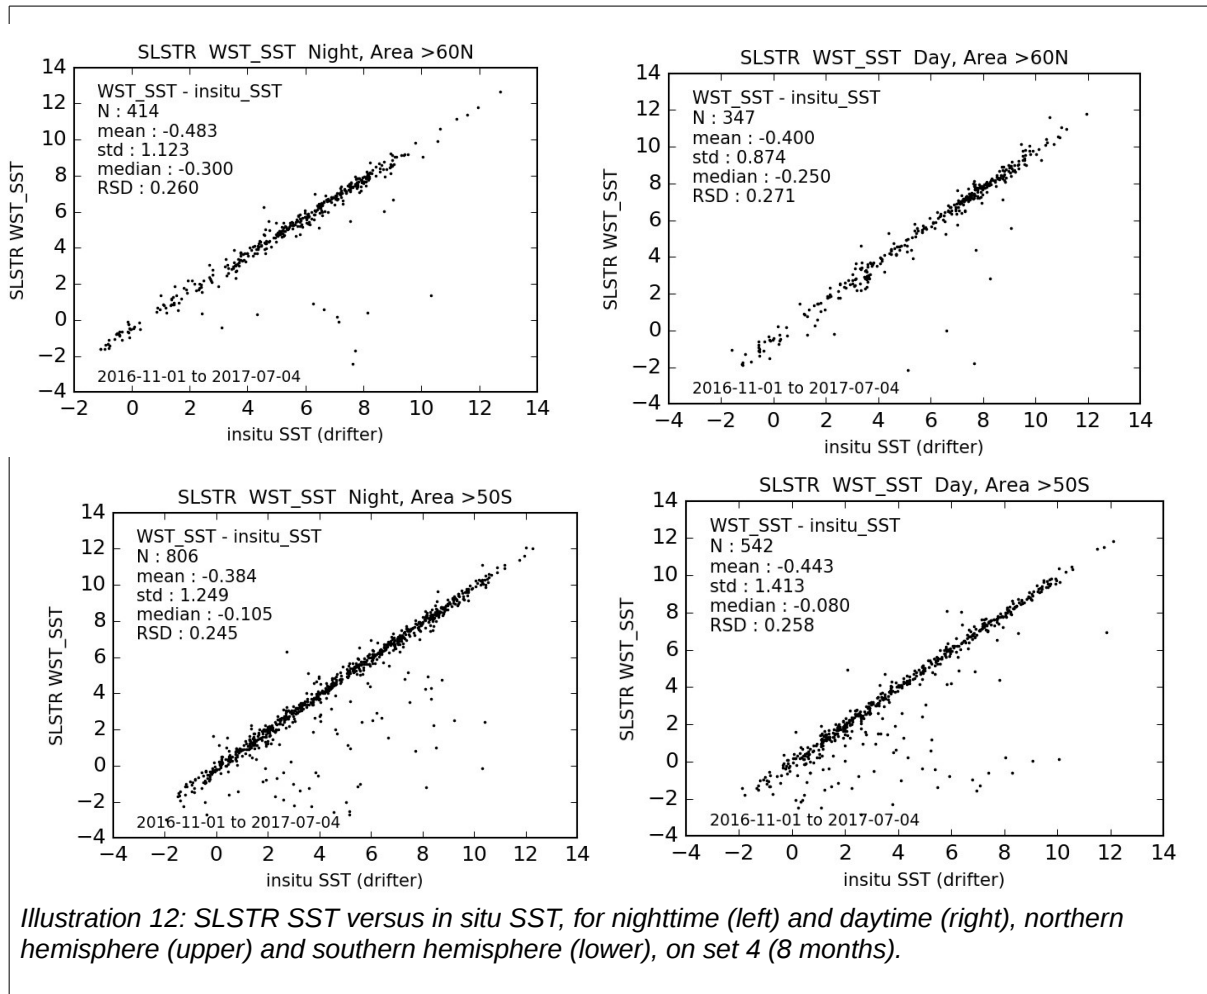 SLSTR WST_SST Night, Area >60N
14
12
10
8
6
4
2
0
−2
−4
SLSTR WST_SST
WST_SST - insitu_SST
N : 414
mean : -0.483
std : 1.123
median : -0.300
RSD : 0.260
2016-11-01 to 2017-07-04
−2 0 2 4 6 8 10 12 14
insitu SST (drifter)
SLSTR WST_SST Day, Area >60N
14
12
10
8
6
4
2
0
−2
−4
SLSTR WST_SST
WST_SST - insitu_SST
N : 347
mean : -0.400
std : 0.874
median : -0.250
RSD : 0.271
2016-11-01 to 2017-07-04
−4 −2 0 2 4 6 8 10 12 14
insitu SST (drifter)
SLSTR WST_SST Night, Area >50S
14
12
10
8
6
4
2
0
−2
−4
SLSTR WST_SST
WST_SST - insitu_SST
N : 806
mean : -0.384
std : 1.249
median : -0.105
RSD : 0.245
2016-11-01 to 2017-07-04
−4 −2 0 2 4 6 8 10 12 14
insitu SST (drifter)
SLSTR WST_SST Day, Area >50S
14
12
10
8
6
4
2
0
−2
−4
SLSTR WST_SST
WST_SST - insitu_SST
N : 542
mean : -0.443
std : 1.413
median : -0.080
RSD : 0.258
2016-11-01 to 2017-07-04
−4 −2 0 2 4 6 8 10 12 14
insitu SST (drifter)
Illustration 12: SLSTR SST versus in situ SST, for nighttime (left) and daytime (right), northern
hemisphere (upper) and southern hemisphere (lower), on set 4 (8 months).